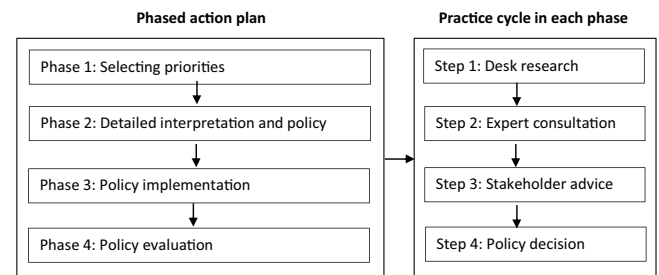 Phased action plan
Phase 1: Selecting priorities
Phase 2: Detailed interpretation and policy
Phase 3: Policy implementation
Phase 4: Policy evaluation
Practice cycle in each phase
Step 1: Desk research
Step 2: Expert consultation
Step 3: Stakeholder advice
Step 4: Policy decision